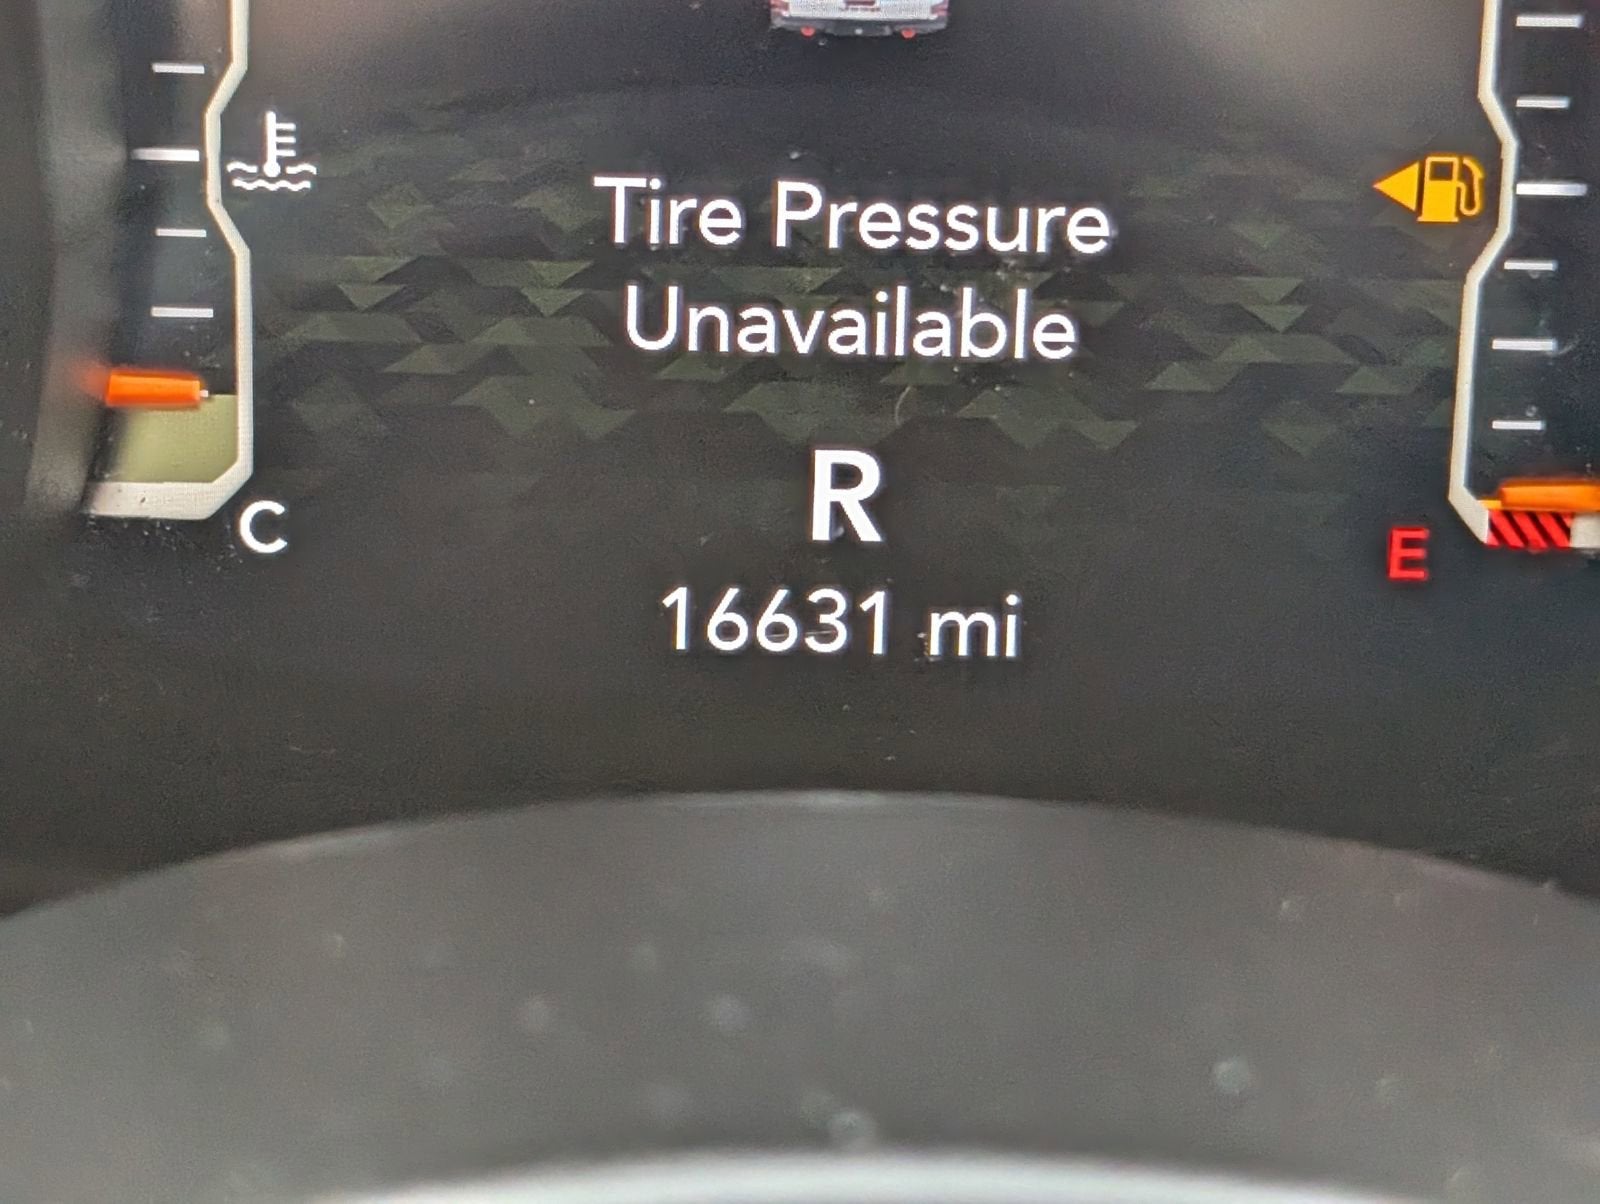 Tire Pressure
Unavailable
R
C
E
16631 mi